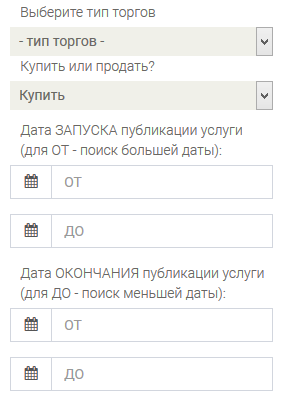 Выберите тип торгов
- тип торгов -
Купить или продать?
Купить
Дата ЗАПУСКА публикации услуги
(для ОТ - поиск большей даты):
ОТ
ДО
Дата ОКОНЧАНИЯ публикации услуги
(для ДО - поиск меньшей даты):
ОТ
ДО